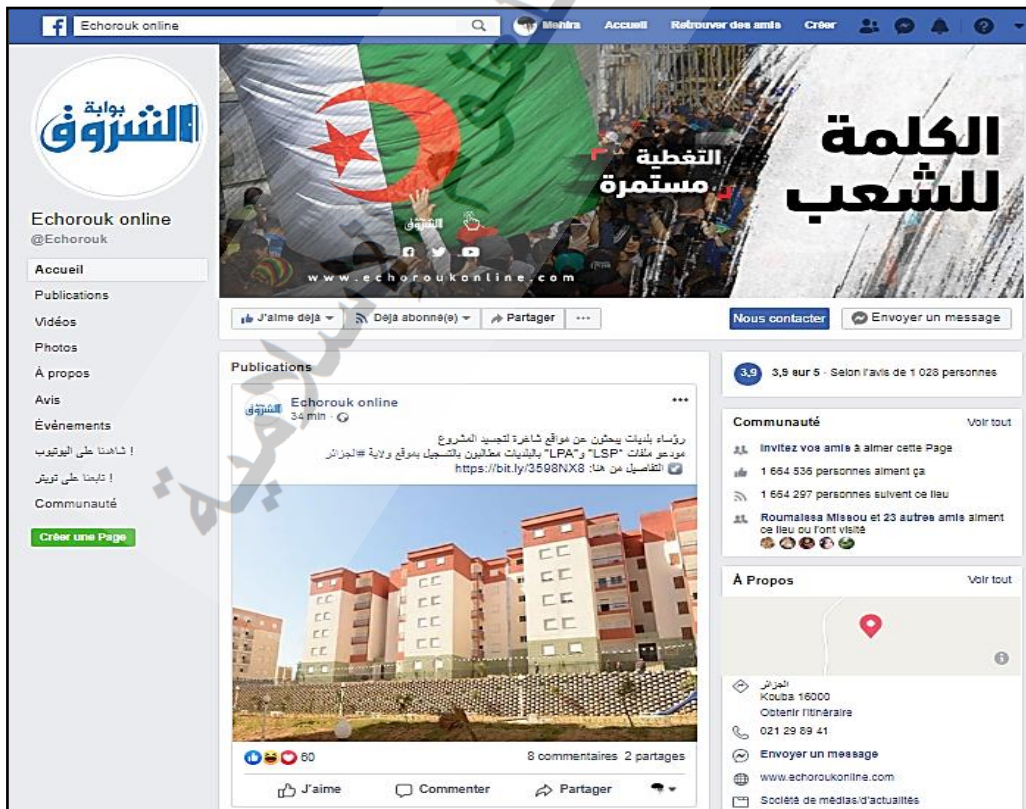 Echorouk online
Mehira
Accueil
Retrouver des amis
Créer
بوابة
الشروق
Echorouk online
@Echorouk
Accueil
Publications
Vidéos
Photos
À propos
Avis
Évènements
شاهدنا على اليوتيوب !
تابعنا على تويتر !
Communauté
Créer une Page
الكلمة
للشعب
التغطية
مستمرة
الشروق
www.echoroukonline.com
J'aime déjà
Déjà abonné(e)
Partager
Nous contacter
Envoyer un message
Publications
الشروق
Echorouk online
34 min
رؤساء بلديات يبحثون عن مواقع شاغرة لتجسيد المشروع
مودعو ملفات "LSP" و"LPA" بالبلديات مطالبون بالتسجيل بموقع ولاية #الجزائر
التفاصيل من هنا: https://bit.ly/3598NX8
60
8 commentaires 2 partages
J'aime
Commenter
Partager
3,9
3,9 sur 5 · Selon l'avis de 1 028 personnes
Communauté
Voir tout
Invitez vos amis à aimer cette Page
1 664 536 personnes aiment ça
1 664 297 personnes suivent ce lieu
Roumaissa Missou et 23 autres amis aiment
ce lieu ou l'ont visité
À Propos
Voir tout
الجزائر
Kouba 16000
Obtenir l'itinéraire
021 29 89 41
Envoyer un message
www.echoroukonline.com
Société de médias/d'actualités